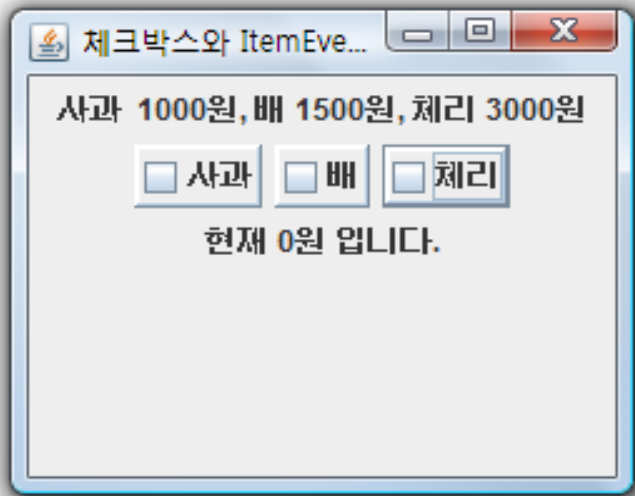 체크박스와 ItemEve...
사과 1000원, 배 1500원, 체리 3000원
사과 배 체리
현재 0원 입니다.